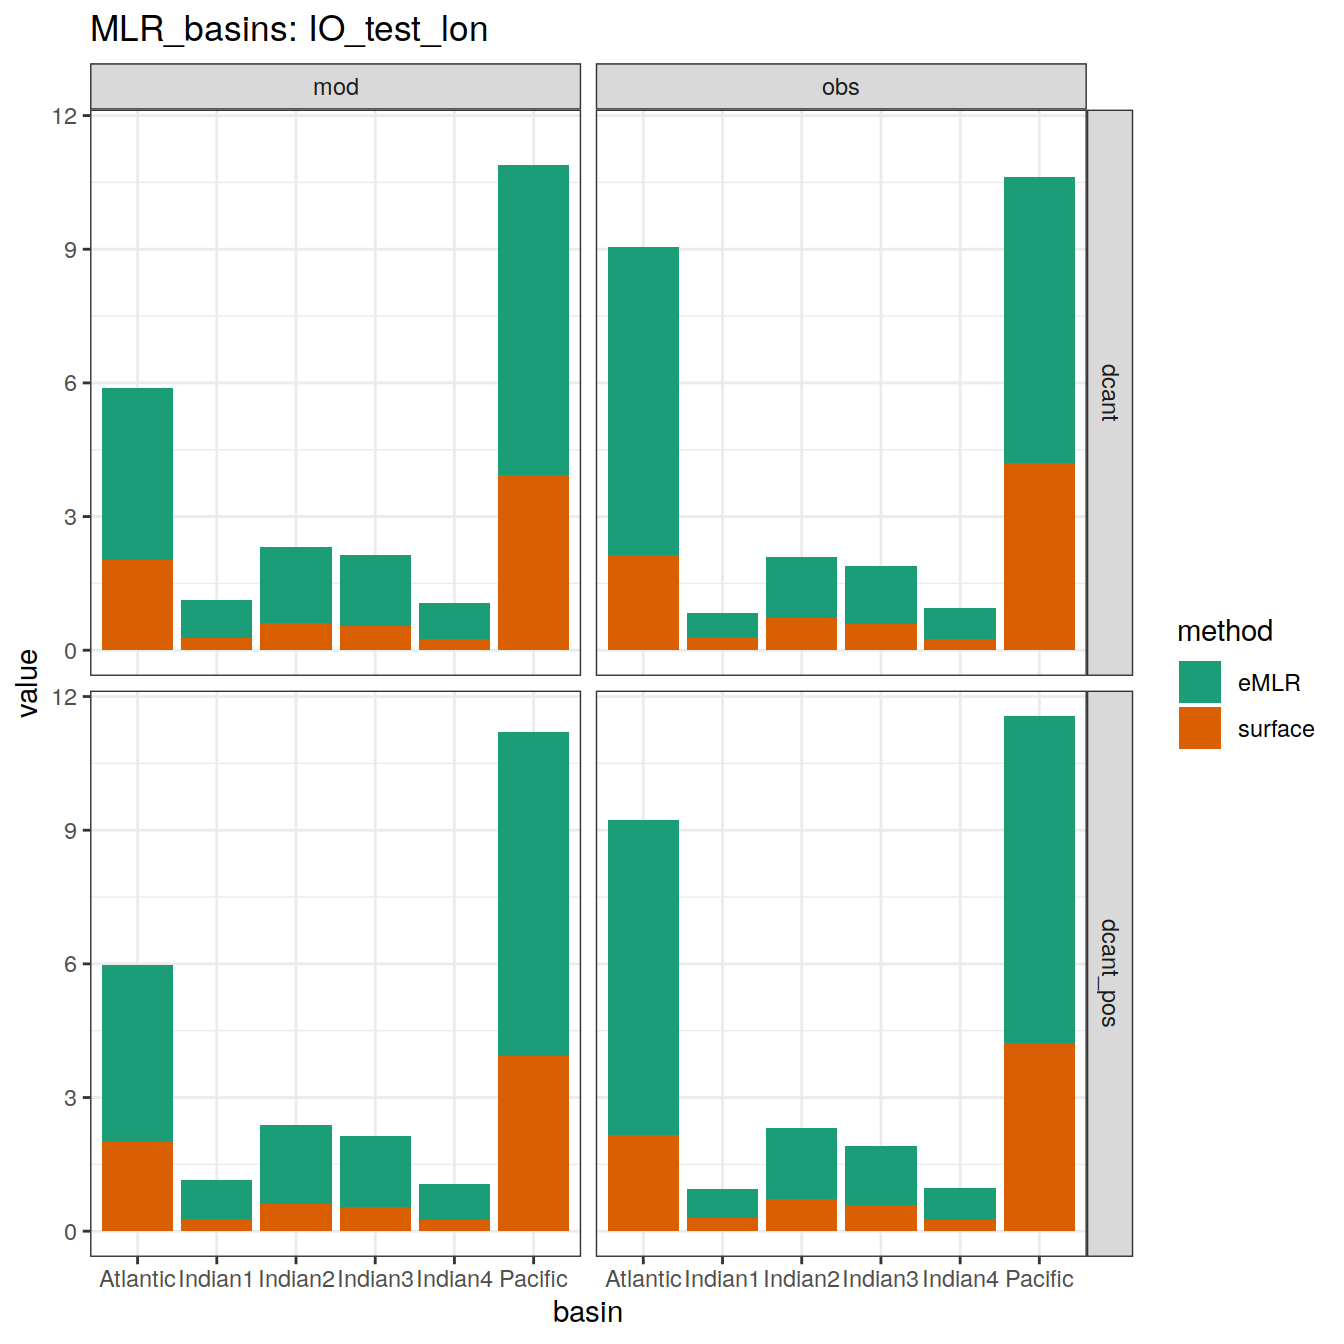 MLR_basins: IO_test_lon
mod
obs
12
9
6
3
0
dcant
12
9
6
3
0
dcant_pos
value
Atlantic Indian1 Indian2 Indian3 Indian4 Pacific
Atlantic Indian1 Indian2 Indian3 Indian4 Pacific
basin
method
eMLR
surface